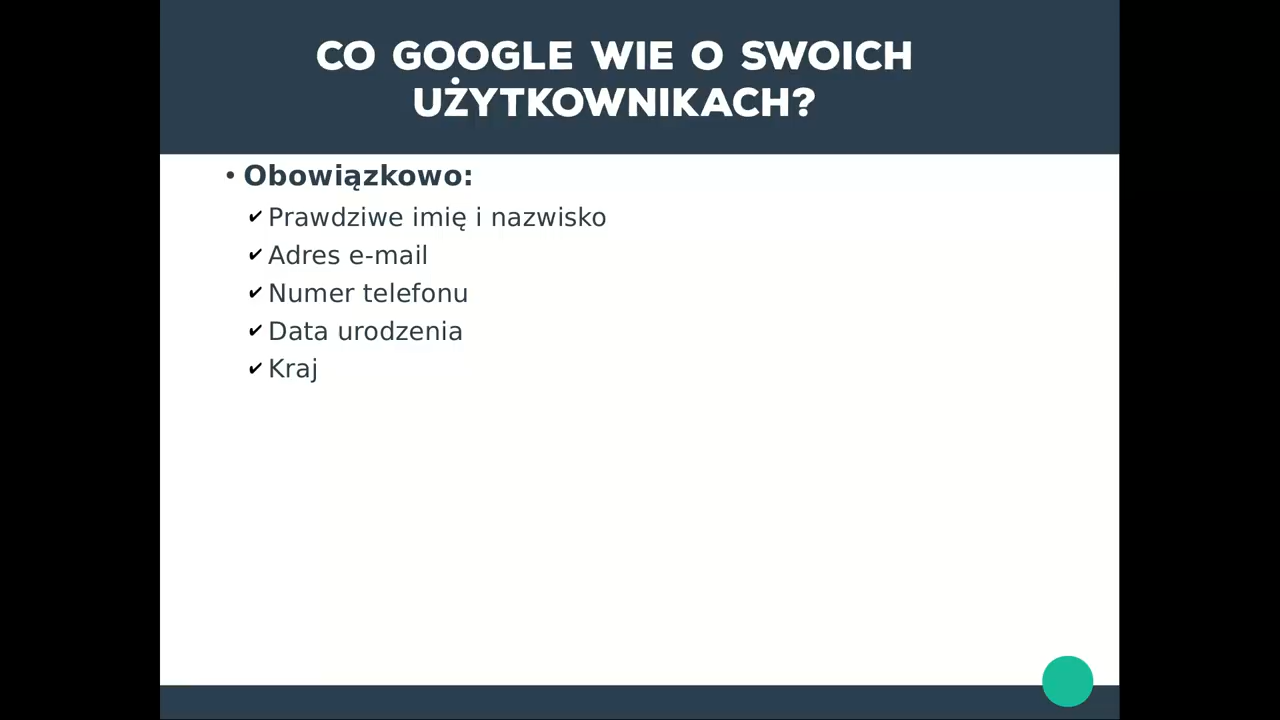 CO GOOGLE WIE O SWOICH
UŻYTKOWNIKACH?
• Obowiązkowo:
✔ Prawdziwe imię i nazwisko
✔ Adres e-mail
✔ Numer telefonu
✔ Data urodzenia
✔ Kraj